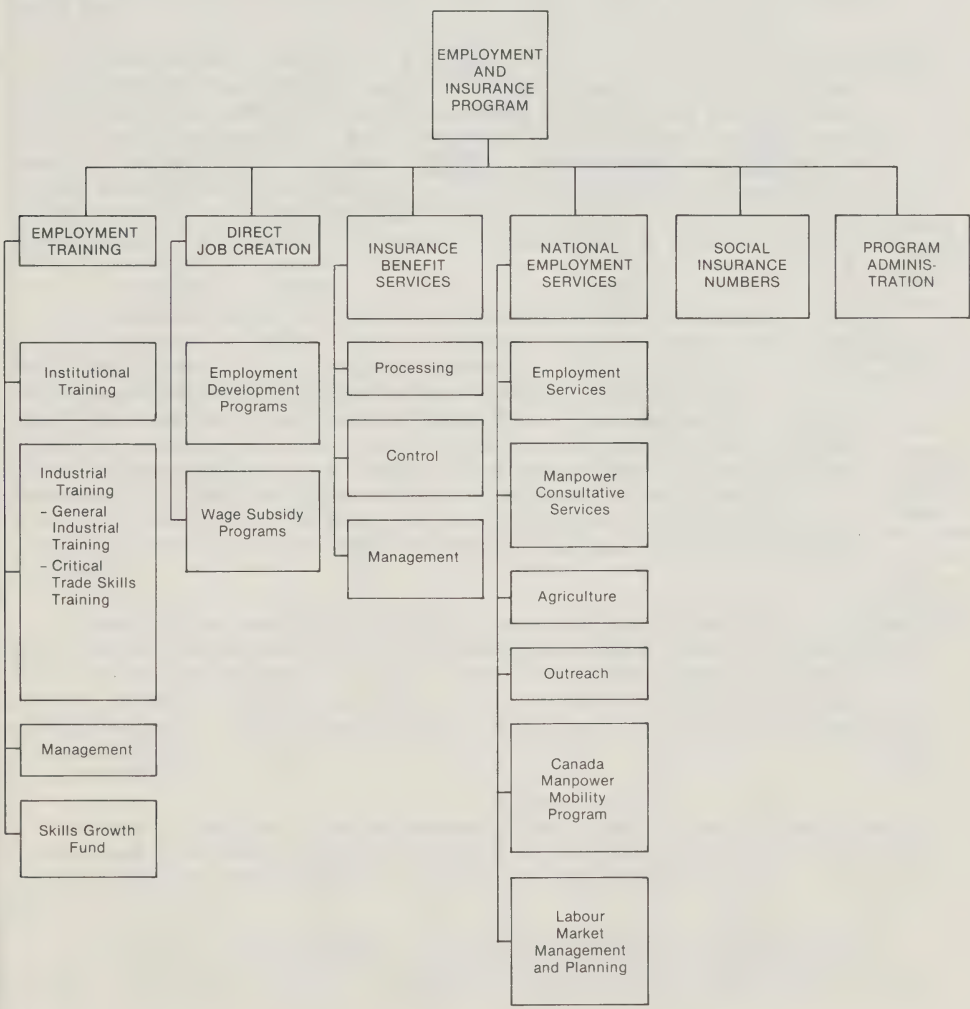 EMPLOYMENT
AND
INSURANCE
PROGRAM
EMPLOYMENT
TRAINING
DIRECT
JOB CREATION
INSURANCE
BENEFIT
SERVICES
NATIONAL
EMPLOYMENT
SERVICES
SOCIAL
INSURANCE
NUMBERS
PROGRAM
ADMINIS-
TRATION
Institutional
Training
Industrial
Training
– General
Industrial
Training
– Critical
Trade Skills
Training
Management
Skills Growth
Fund
Employment
Development
Programs
Wage Subsidy
Programs
Processing
Control
Management
Employment
Services
Manpower
Consultative
Services
Agriculture
Outreach
Canada
Manpower
Mobility
Program
Labour
Market
Management
and Planning